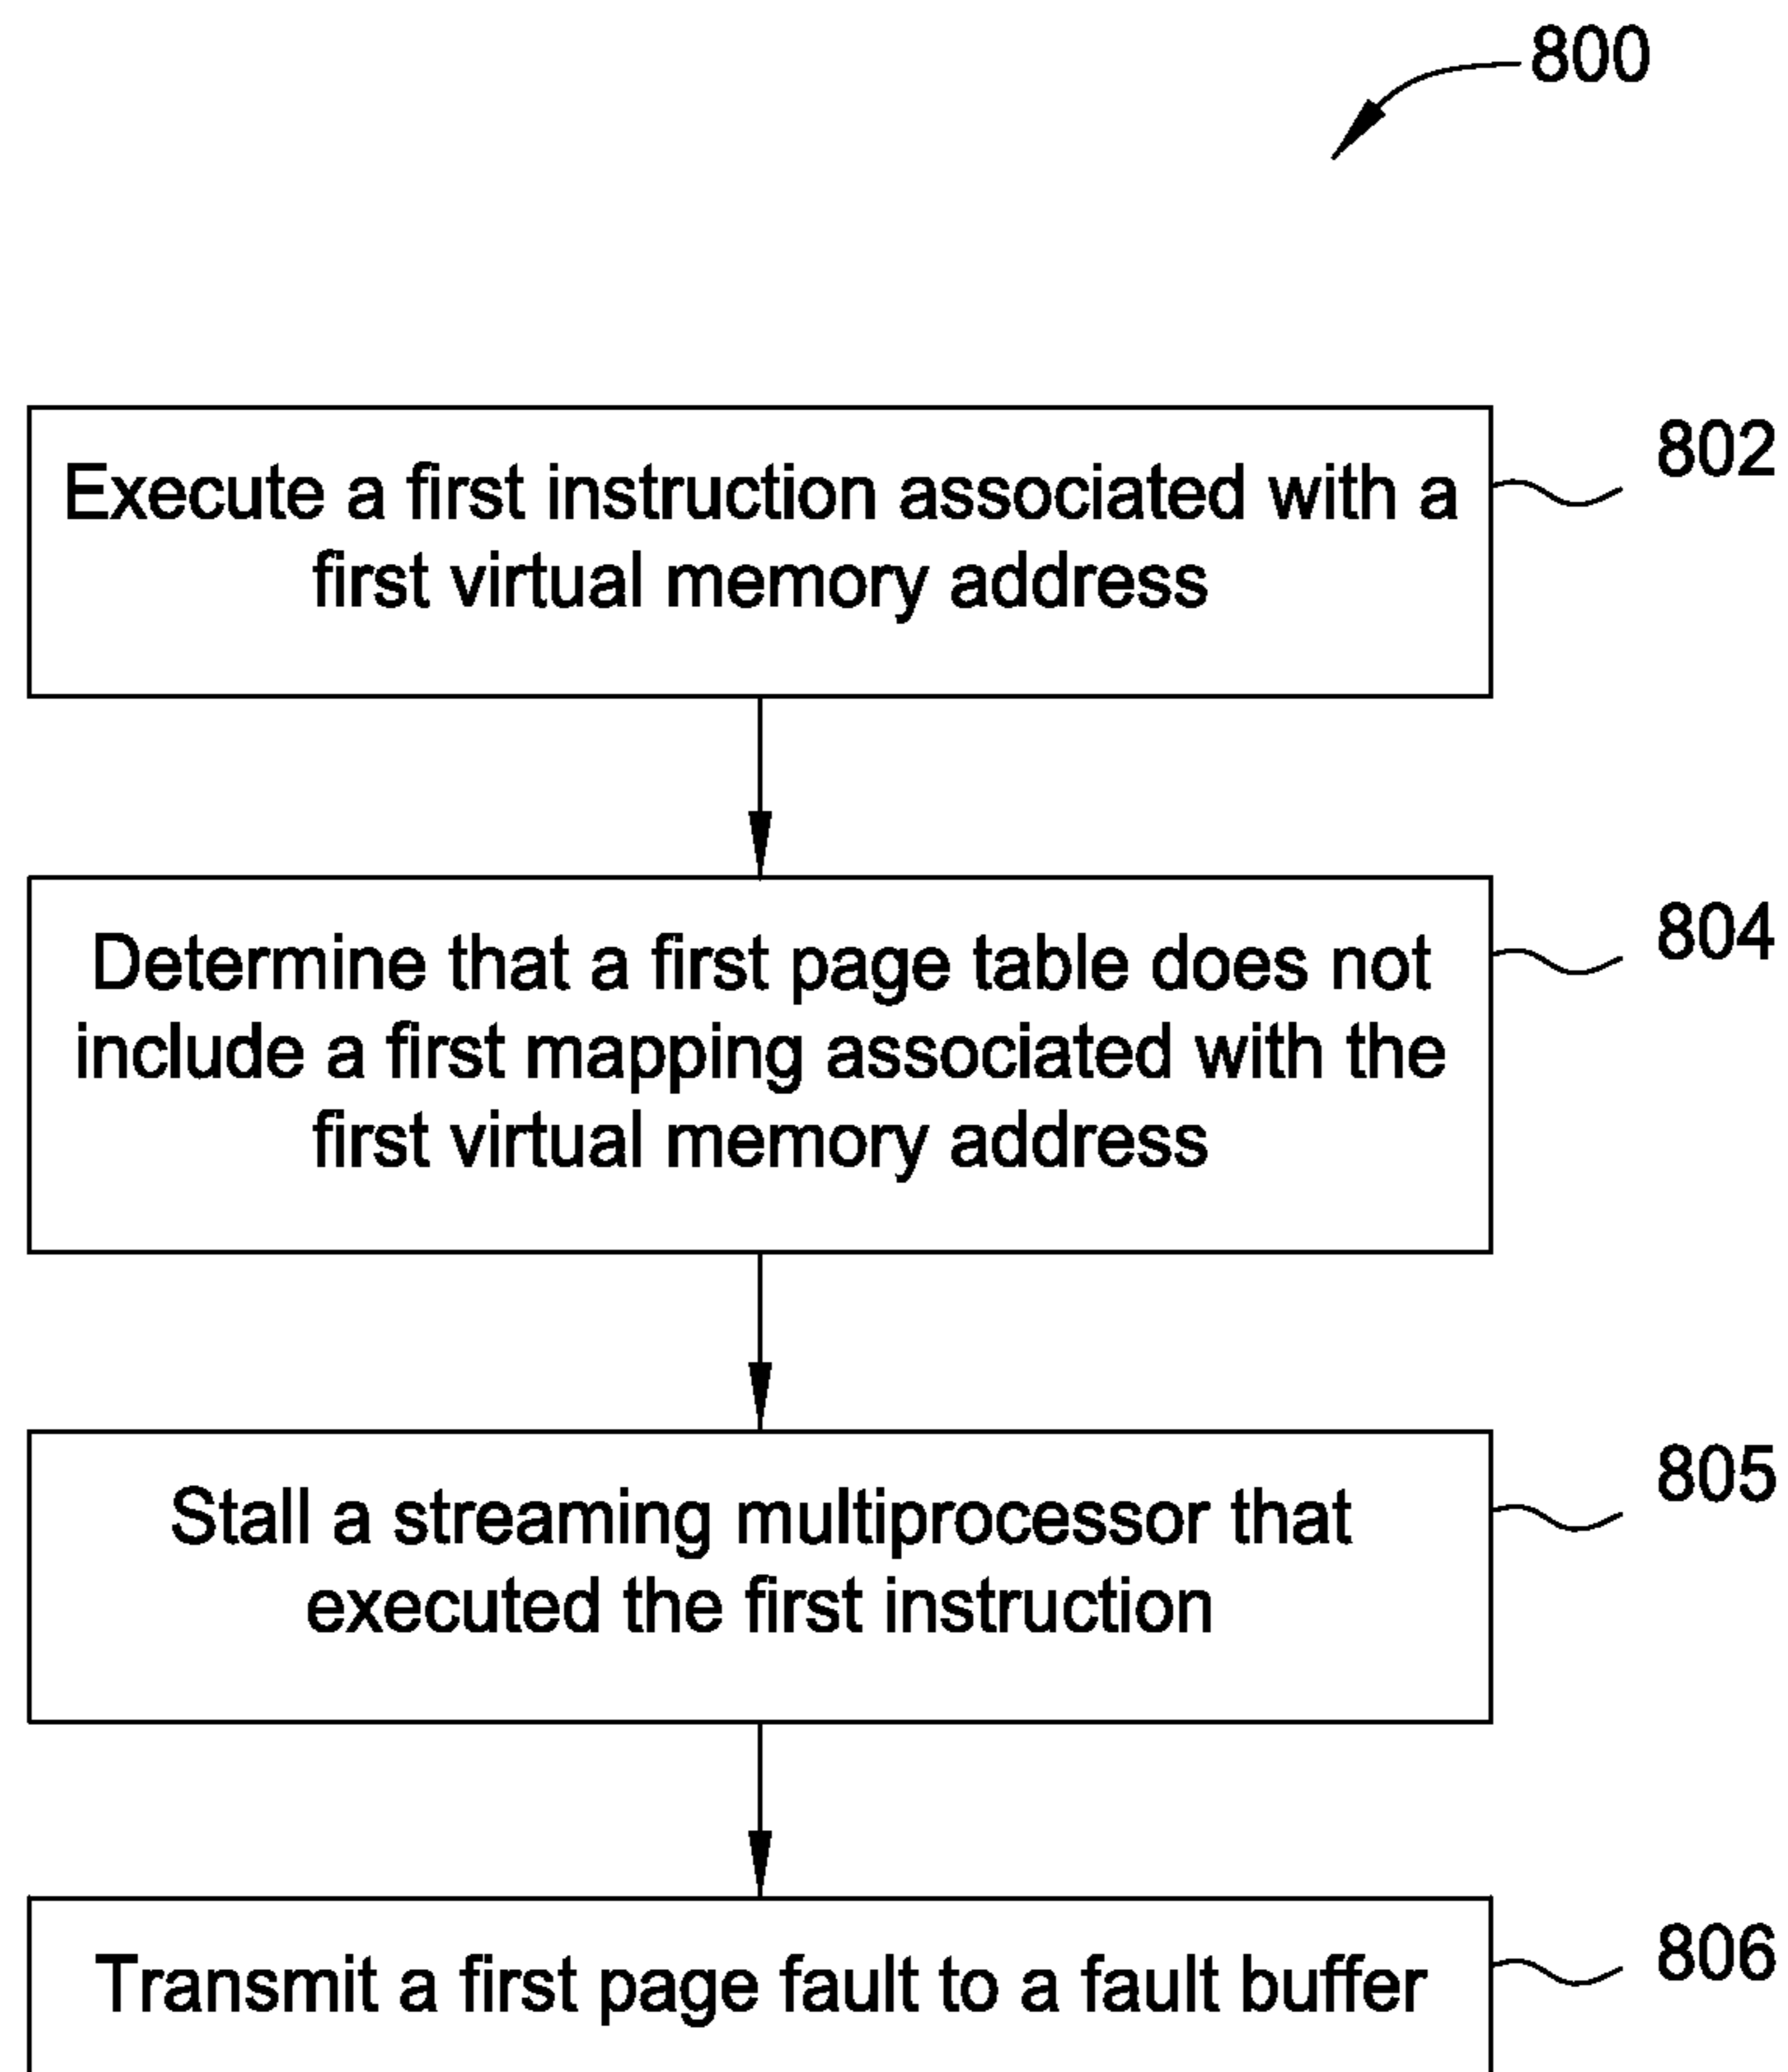 800
802
Execute a first instruction associated with a
first virtual memory address
804
Determine that a first page table does not
include a first mapping associated with the
first virtual memory address
805
Stall a streaming multiprocessor that
executed the first instruction
806
Transmit a first page fault to a fault buffer